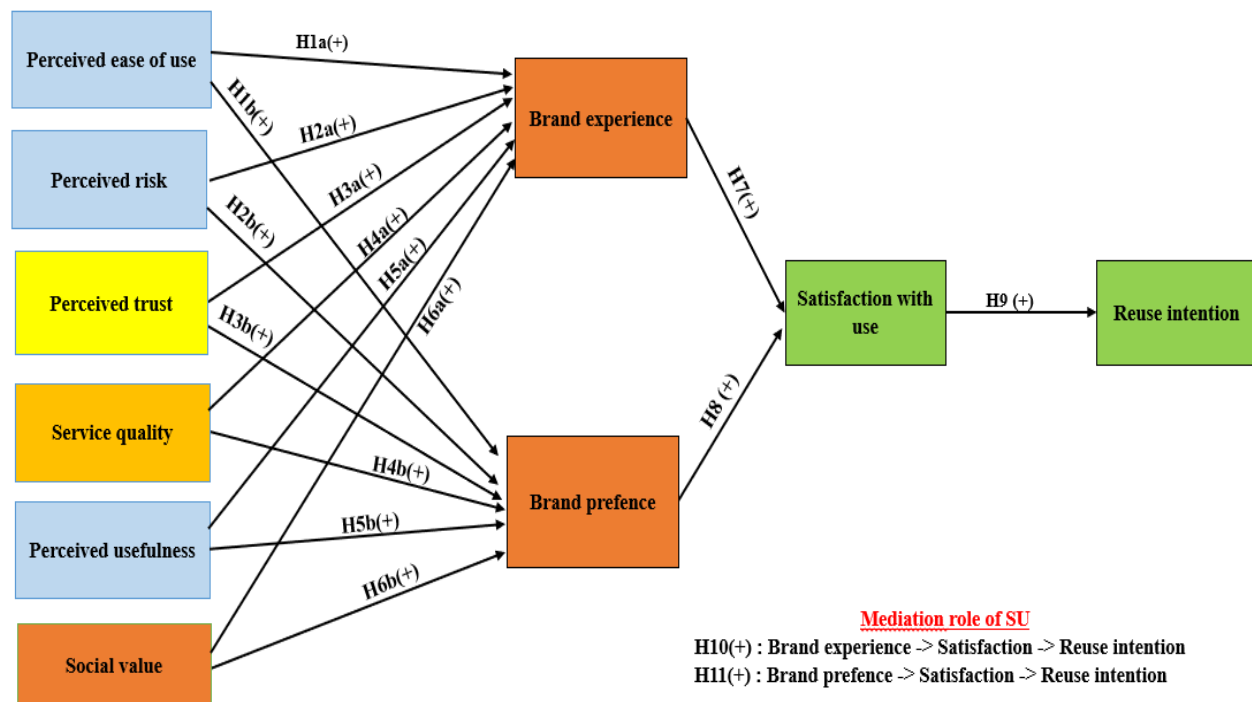 Perceived ease of use
Perceived risk
Perceived trust
Service quality
Perceived usefulness
Social value
H1a(+)
H1b(+)
H2a(+)
H2b(+)
H3a(+)
H3b(+)
H4a(+)
H4b(+)
H5a(+)
H5b(+)
H6a(+)
H6b(+)
Brand experience
Brand prefence
H7(+)
H8 (+)
Satisfaction with
use
H9 (+)
Reuse intention
Mediation role of SU
H10(+) : Brand experience -> Satisfaction -> Reuse intention
H11(+) : Brand prefence -> Satisfaction -> Reuse intention